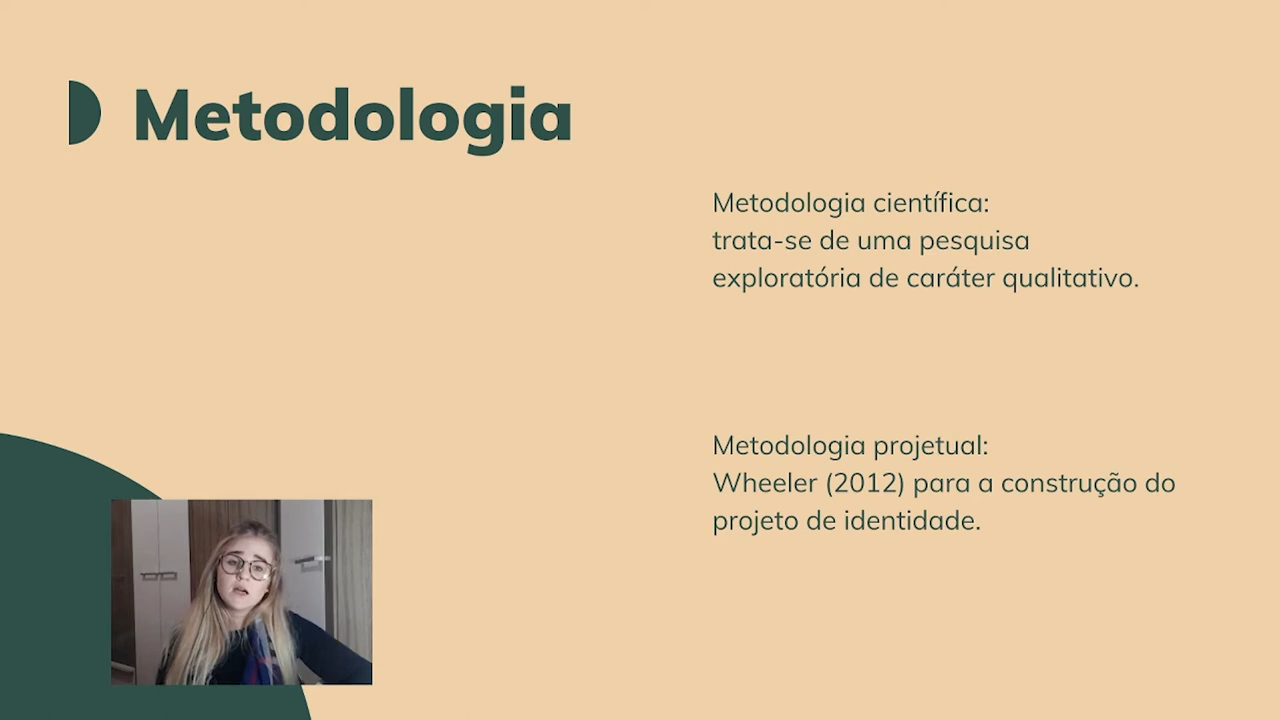 Metodologia
Metodologia científica:
trata-se de uma pesquisa
exploratória de caráter qualitativo.
Metodologia projetual:
Wheeler (2012) para a construção do
projeto de identidade.